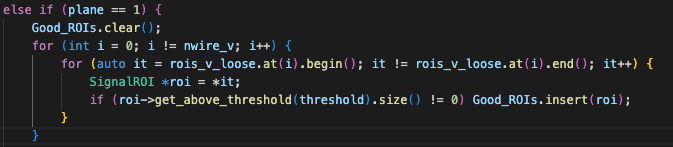 else if (plane == 1) {
    Good_ROIs.clear();
    for (int i = 0; i != nwire_v; i++) {
        for (auto it = rois_v_loose.at(i).begin(); it != rois_v_loose.at(i).end(); it++) {
            SignalROI *roi = *it;
            if (roi->get_above_threshold(threshold).size() != 0) Good_ROIs.insert(roi);
        }
    }